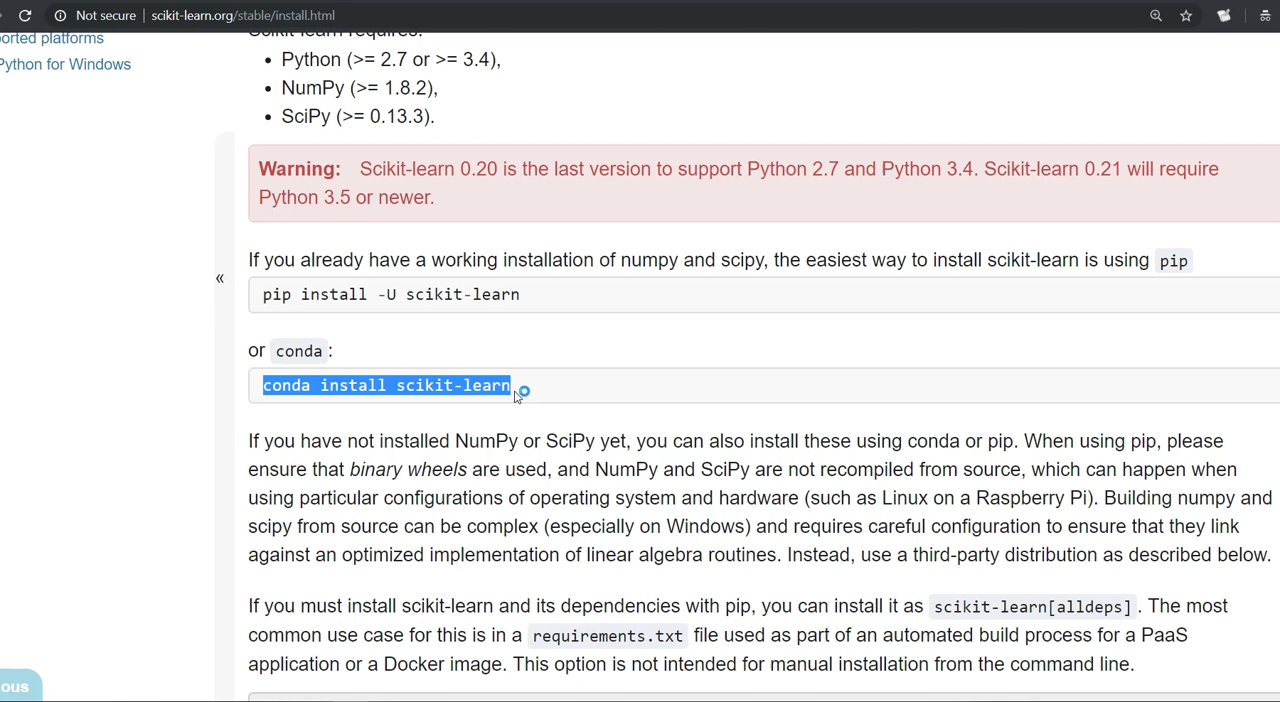 Not secure | scikit-learn.org/stable/install.html
orted platforms
Python for Windows
Scikit-learn requires:
• Python (>= 2.7 or >= 3.4),
• NumPy (>= 1.8.2),
• SciPy (>= 0.13.3).
Warning: Scikit-learn 0.20 is the last version to support Python 2.7 and Python 3.4. Scikit-learn 0.21 will require
Python 3.5 or newer.
If you already have a working installation of numpy and scipy, the easiest way to install scikit-learn is using pip
«
pip install -U scikit-learn
or conda:
conda install scikit-learn
If you have not installed NumPy or SciPy yet, you can also install these using conda or pip. When using pip, please
ensure that binary wheels are used, and NumPy and SciPy are not recompiled from source, which can happen when
using particular configurations of operating system and hardware (such as Linux on a Raspberry Pi). Building numpy and
scipy from source can be complex (especially on Windows) and requires careful configuration to ensure that they link
against an optimized implementation of linear algebra routines. Instead, use a third-party distribution as described below.
If you must install scikit-learn and its dependencies with pip, you can install it as scikit-learn[alldeps]. The most
common use case for this is in a requirements.txt file used as part of an automated build process for a PaaS
application or a Docker image. This option is not intended for manual installation from the command line.
ous